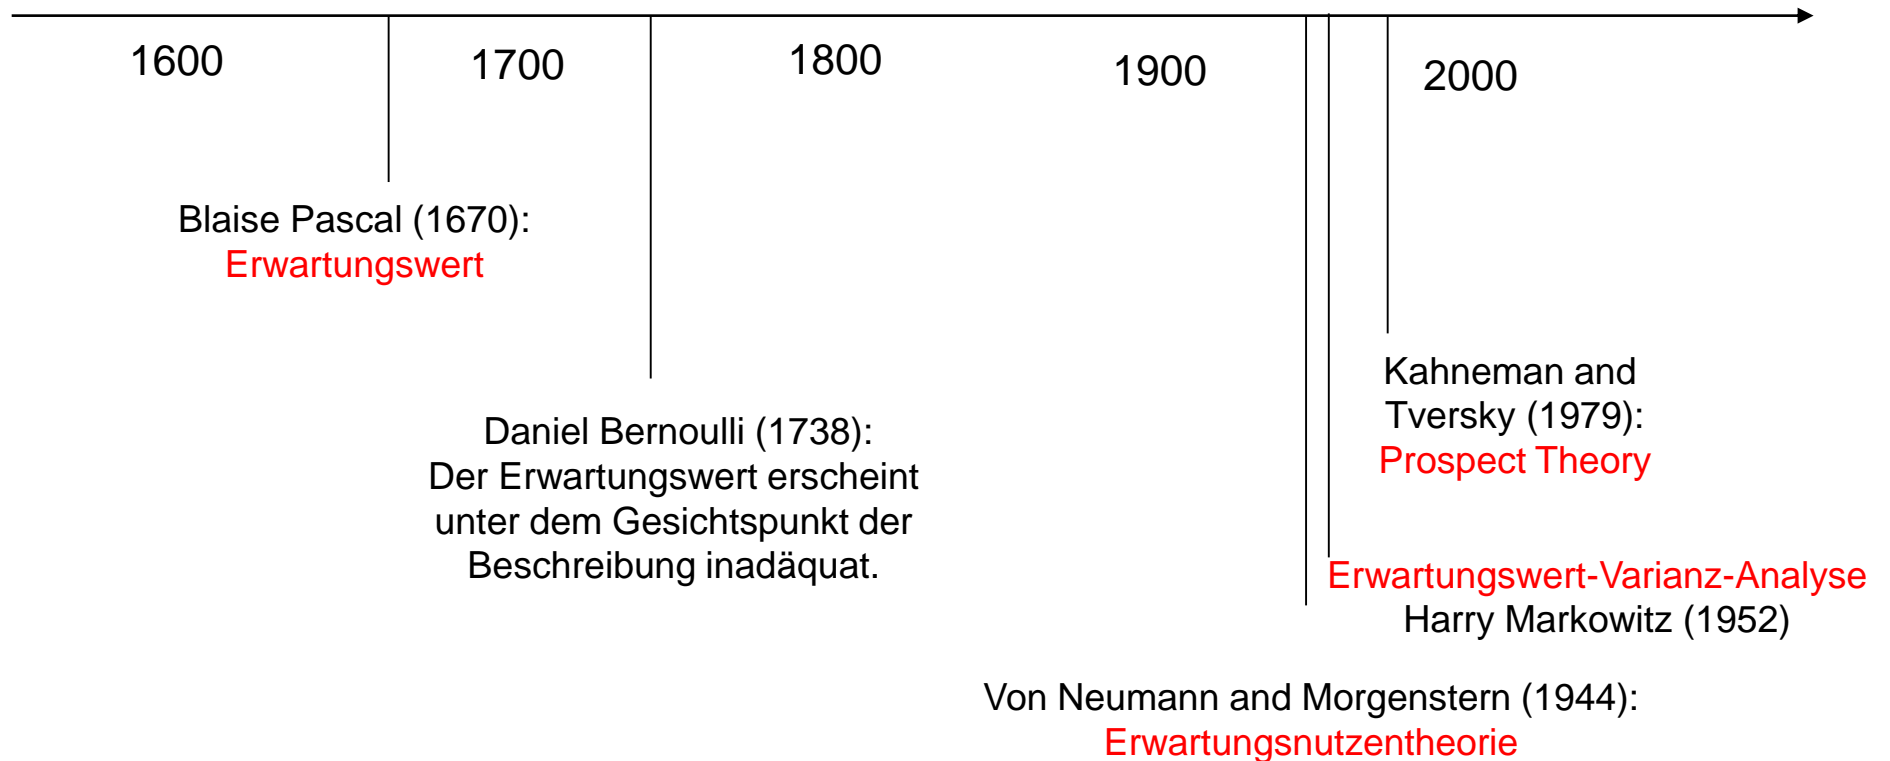 1600
1700
1800
1900
2000
Blaise Pascal (1670):
Erwartungswert
Daniel Bernoulli (1738):
Der Erwartungswert erscheint
unter dem Gesichtspunkt der
Beschreibung inadäquat.
Kahneman and
Tversky (1979):
Prospect Theory
Erwartungswert-Varianz-Analyse
Harry Markowitz (1952)
Von Neumann and Morgenstern (1944):
Erwartungsnutzentheorie